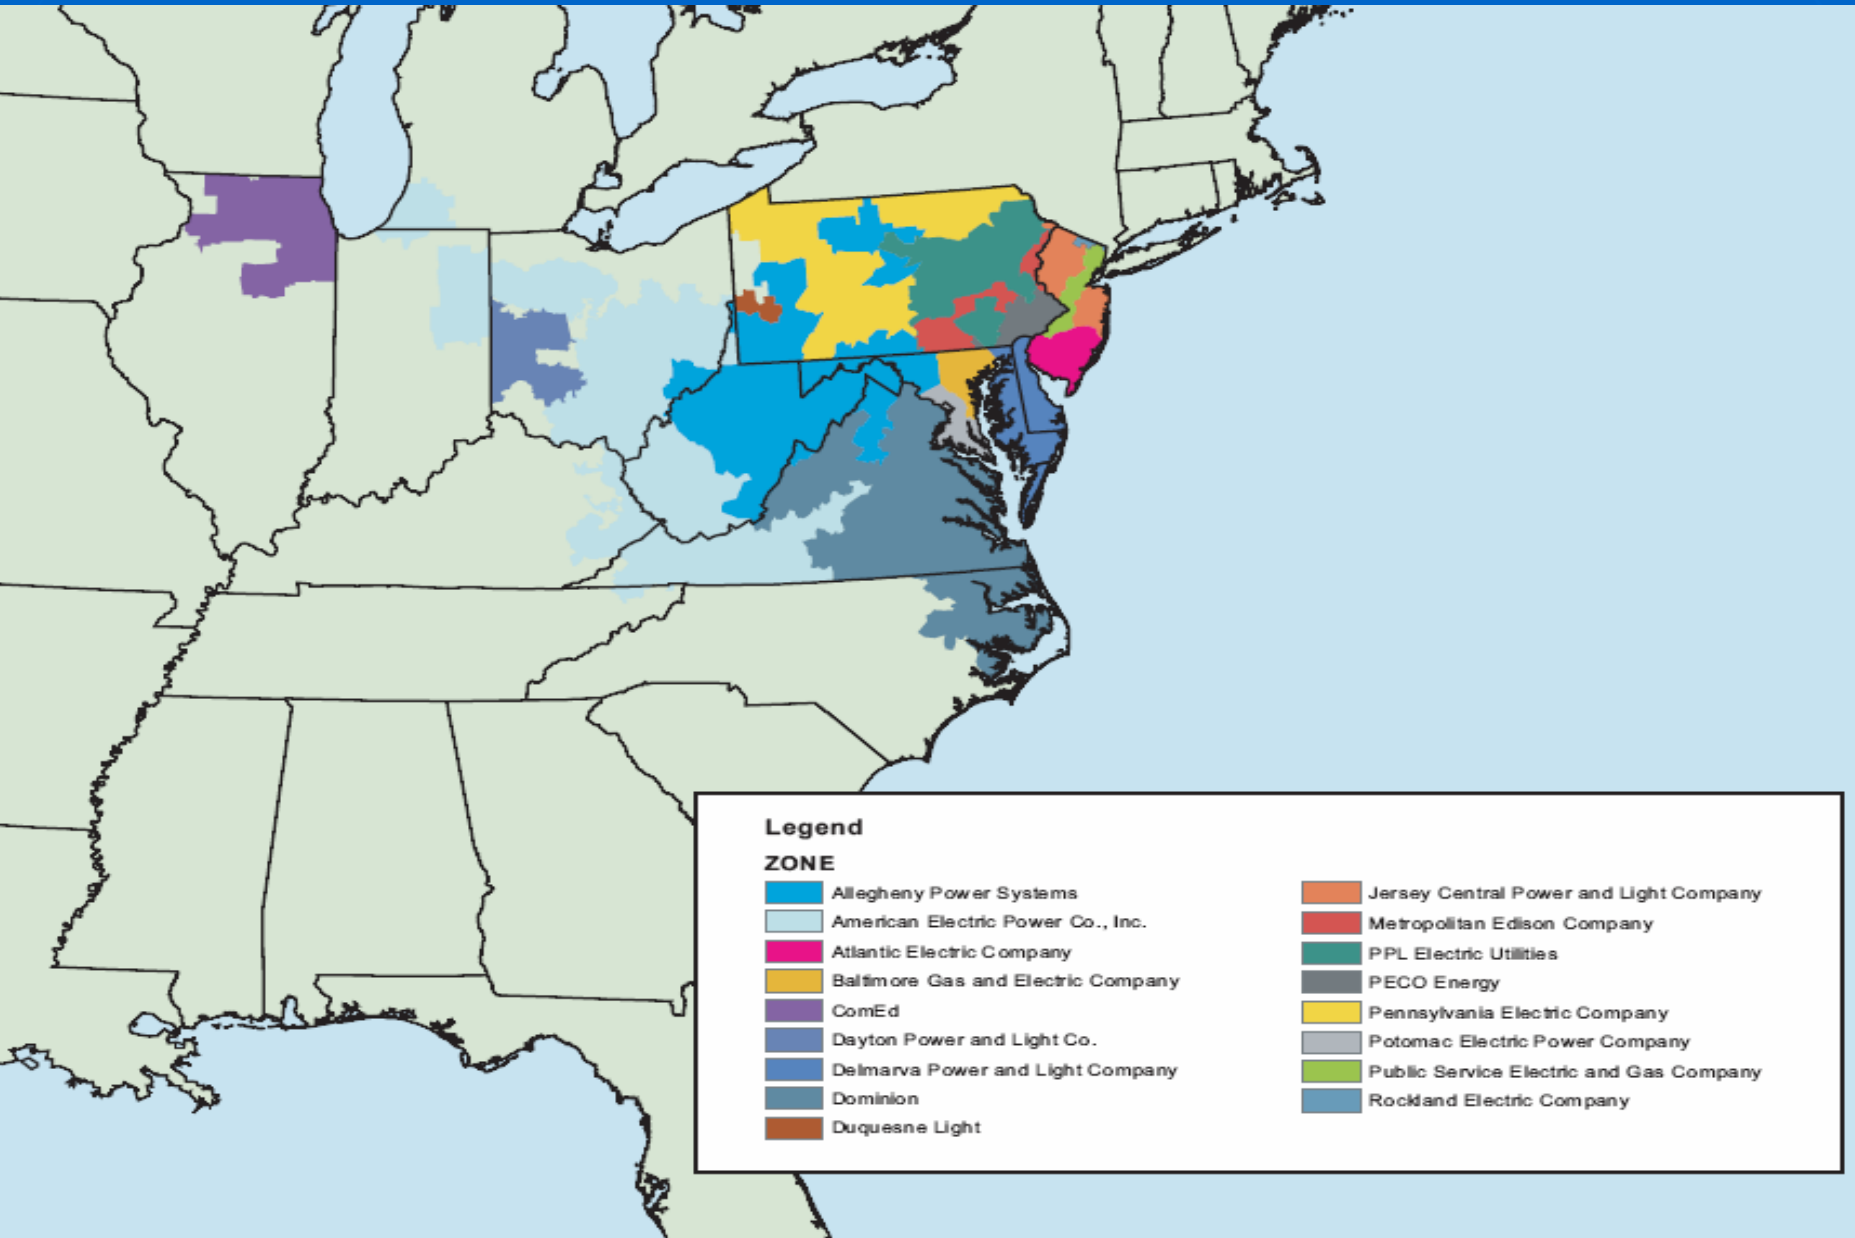 Legend
ZONE
Allegheny Power Systems
American Electric Power Co., Inc.
Atlantic Electric Company
Baltimore Gas and Electric Company
ComEd
Dayton Power and Light Co.
Delmarva Power and Light Company
Dominion
Duquesne Light
Jersey Central Power and Light Company
Metropolitan Edison Company
PPL Electric Utilities
PECO Energy
Pennsylvania Electric Company
Potomac Electric Power Company
Public Service Electric and Gas Company
Rockland Electric Company